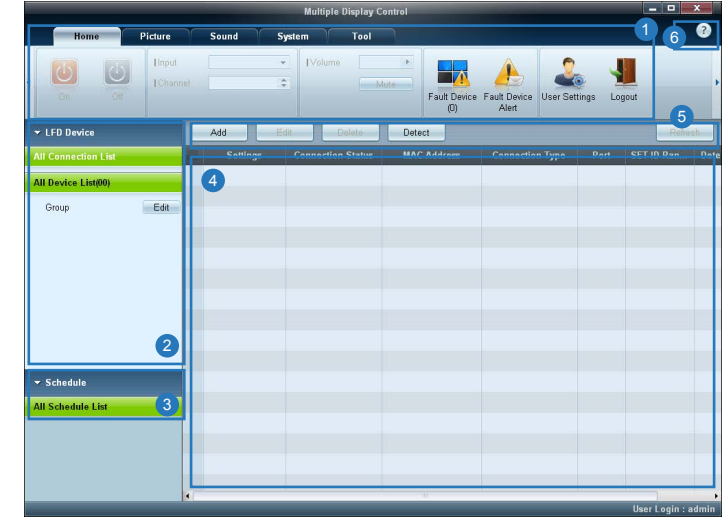 Multiple Display Control
1
Home Picture Sound System Tool
6 ?
Input
Volume
Channel
Mute
On Off
Fault Device (0)
Fault Device Alert
User Settings
Logout
5
LFD Device
Add Edit Delete Detect Refresh
All Connection List
Settings Connection Status MAC Address Connection Type Port SET ID Ran Dete
All Device List(00)
4
Group Edit
2
Schedule
All Schedule List
3
User Login : admin